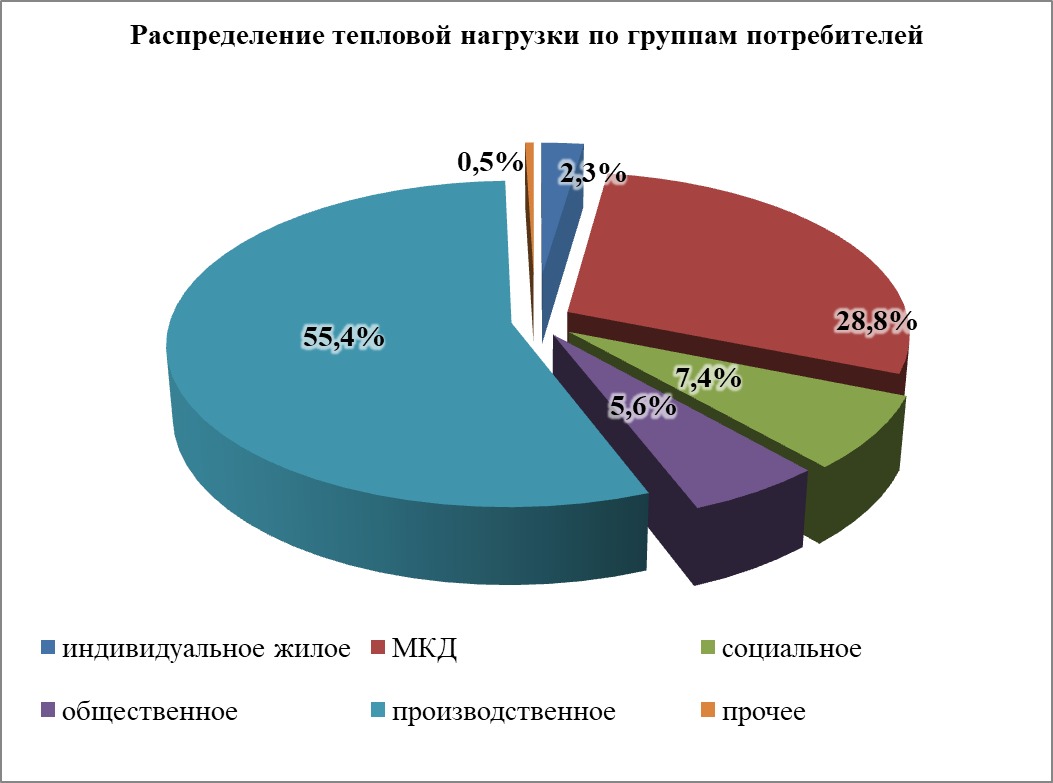 Распределение тепловой нагрузки по группам потребителей
0,5%
2,3%
28,8%
55,4%
7,4%
5,6%
индивидуальное жилое
МКД
социальное
общественное
производственное
прочее